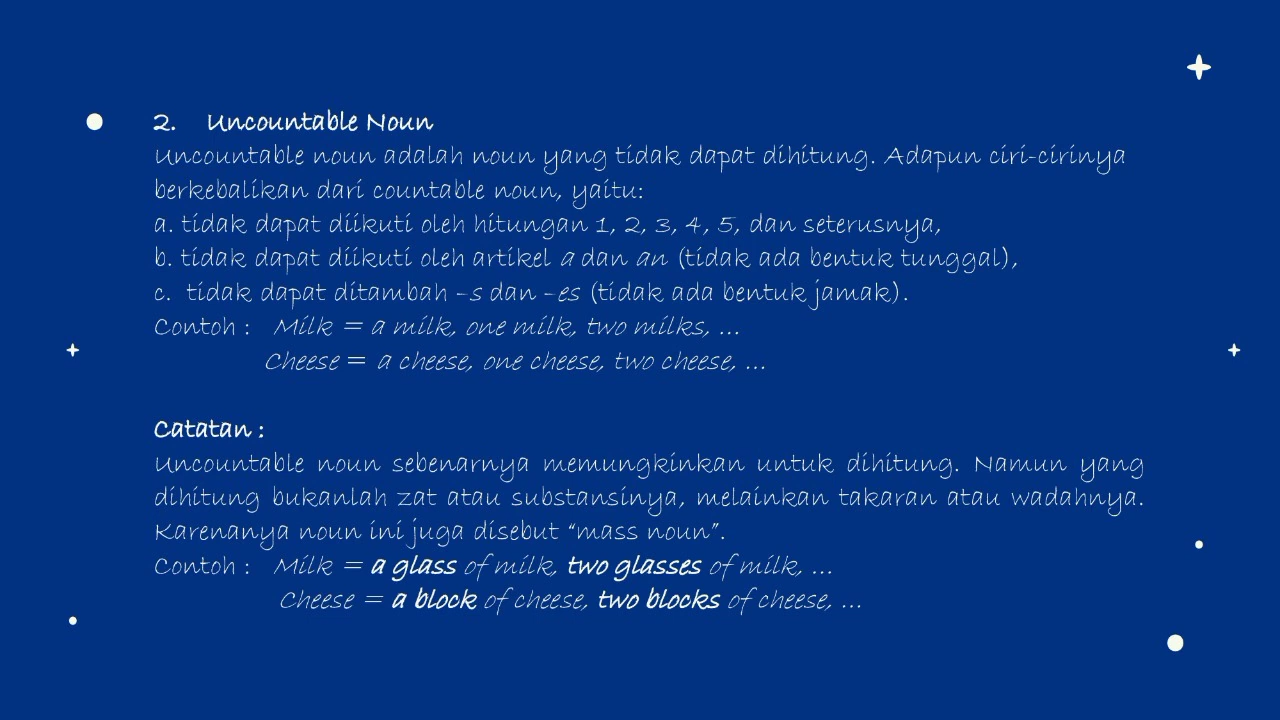 2. Uncountable Noun
Uncountable noun adalah noun yang tidak dapat dihitung. Adapun ciri-cirinya
berkebalikan dari countable noun, yaitu:
a. tidak dapat diikuti oleh hitungan 1, 2, 3, 4, 5, dan seterusnya,
b. tidak dapat diikuti oleh artikel a dan an (tidak ada bentuk tunggal),
c. tidak dapat ditambah –s dan –es (tidak ada bentuk jamak).
Contoh : Milk = a milk, one milk, two milks, ...
Cheese = a cheese, one cheese, two cheese, ...
Catatan :
Uncountable noun sebenarnya memungkinkan untuk dihitung. Namun yang
dihitung bukanlah zat atau substansinya, melainkan takaran atau wadahnya.
Karenanya noun ini juga disebut “mass noun”.
Contoh : Milk = a glass of milk, two glasses of milk, ...
Cheese = a block of cheese, two blocks of cheese, ...